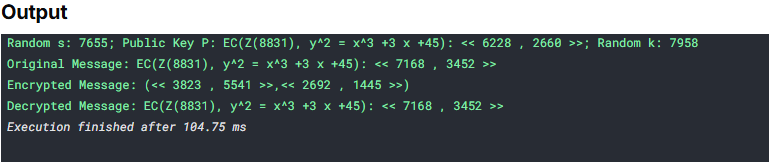 Output
Random s: 7655; Public Key P: EC(Z(8831), y^2 = x^3 +3 x +45): << 6228 , 2660 >>; Random k: 7958
Original Message: EC(Z(8831), y^2 = x^3 +3 x +45): << 7168 , 3452 >>
Encrypted Message: (<< 3823 , 5541 >>,<< 2692 , 1445 >>)
Decrypted Message: EC(Z(8831), y^2 = x^3 +3 x +45): << 7168 , 3452 >>
Execution finished after 104.75 ms